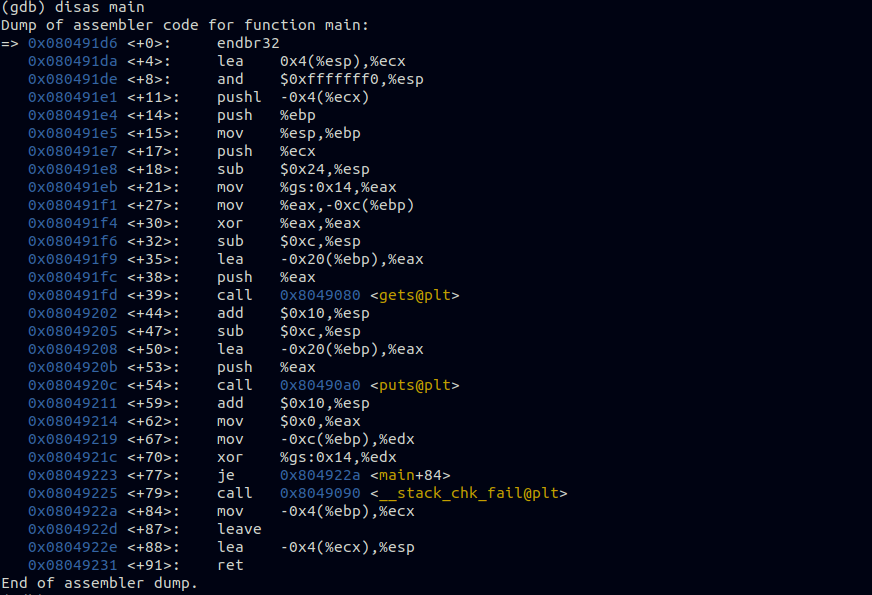 (gdb) disas main
Dump of assembler code for function main:
=> 0x080491d6 <+0>:     endbr32
   0x080491da <+4>:     lea    0x4(%esp),%ecx
   0x080491de <+8>:     and    $0xfffffff0,%esp
   0x080491e1 <+11>:    pushl  -0x4(%ecx)
   0x080491e4 <+14>:    push   %ebp
   0x080491e5 <+15>:    mov    %esp,%ebp
   0x080491e7 <+17>:    push   %ecx
   0x080491e8 <+18>:    sub    $0x24,%esp
   0x080491eb <+21>:    mov    %gs:0x14,%eax
   0x080491f1 <+27>:    mov    %eax,-0xc(%ebp)
   0x080491f4 <+30>:    xor    %eax,%eax
   0x080491f6 <+32>:    sub    $0xc,%esp
   0x080491f9 <+35>:    lea    -0x20(%ebp),%eax
   0x080491fc <+38>:    push   %eax
   0x080491fd <+39>:    call   0x8049080 <gets@plt>
   0x08049202 <+44>:    add    $0x10,%esp
   0x08049205 <+47>:    sub    $0xc,%esp
   0x08049208 <+50>:    lea    -0x20(%ebp),%eax
   0x0804920b <+53>:    push   %eax
   0x0804920c <+54>:    call   0x80490a0 <puts@plt>
   0x08049211 <+59>:    add    $0x10,%esp
   0x08049214 <+62>:    mov    $0x0,%eax
   0x08049219 <+67>:    mov    -0xc(%ebp),%edx
   0x0804921c <+70>:    xor    %gs:0x14,%edx
   0x08049223 <+77>:    je     0x804922a <main+84>
   0x08049225 <+79>:    call   0x8049090 <__stack_chk_fail@plt>
   0x0804922a <+84>:    mov    -0x4(%ebp),%ecx
   0x0804922d <+87>:    leave
   0x0804922e <+88>:    lea    -0x4(%ecx),%esp
   0x08049231 <+91>:    ret
End of assembler dump.